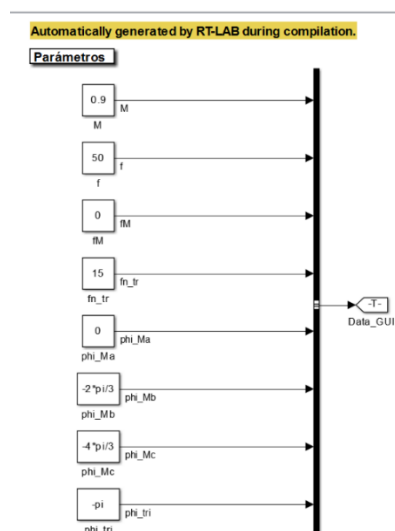 Automatically generated by RT-LAB during compilation.
Parámetros
0.9
M
M
50
f
f
0
fM
fM
15
fn_tr
fn_tr
-T-
Data_GUI
0
phi_Ma
phi_Ma
-2*pi/3
phi_Mb
phi_Mb
-4*pi/3
phi_Mc
phi_Mc
-pi
phi_tri
phi_tri